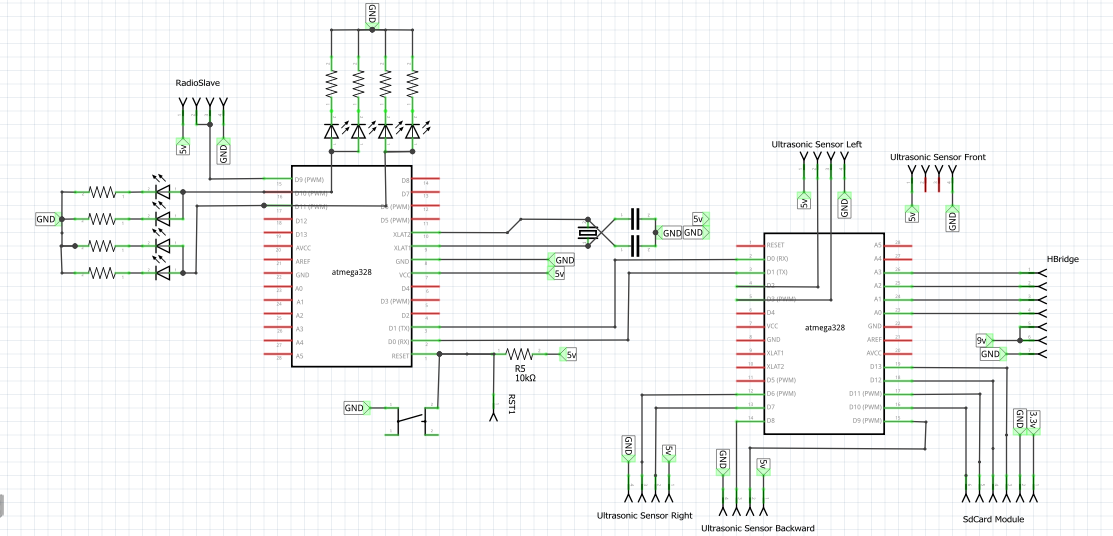 GND
RadioSlave
5v
GND
GND
D9 (PWM)
D10 (PWM)
D11 (PWM)
D12
D13
AVCC
AREF
GND
A0
A1
A2
A3
A4
A5
atmega328
D8
D7
D6 (PWM)
D5 (PWM)
XLAT2
XLAT1
GND
VCC
D4
D3 (PWM)
D2
D1 (TX)
D0 (RX)
RESET
GND
5v
GND
5v
GND
R5
10kΩ
5v
RST1
GND
Ultrasonic Sensor Left
5v
GND
Ultrasonic Sensor Front
5v
GND
RESET
D0 (RX)
D1 (TX)
D2
D3 (PWM)
D4
VCC
GND
XLAT1
XLAT2
D5 (PWM)
D6 (PWM)
D7
D8
atmega328
A5
A4
A3
A2
A1
A0
GND
AREF
AVCC
D13
D12
D11 (PWM)
D10 (PWM)
D9 (PWM)
HBridge
9v
GND
GND
5v
Ultrasonic Sensor Right
GND
5v
Ultrasonic Sensor Backward
GND
3.3v
SdCard Module